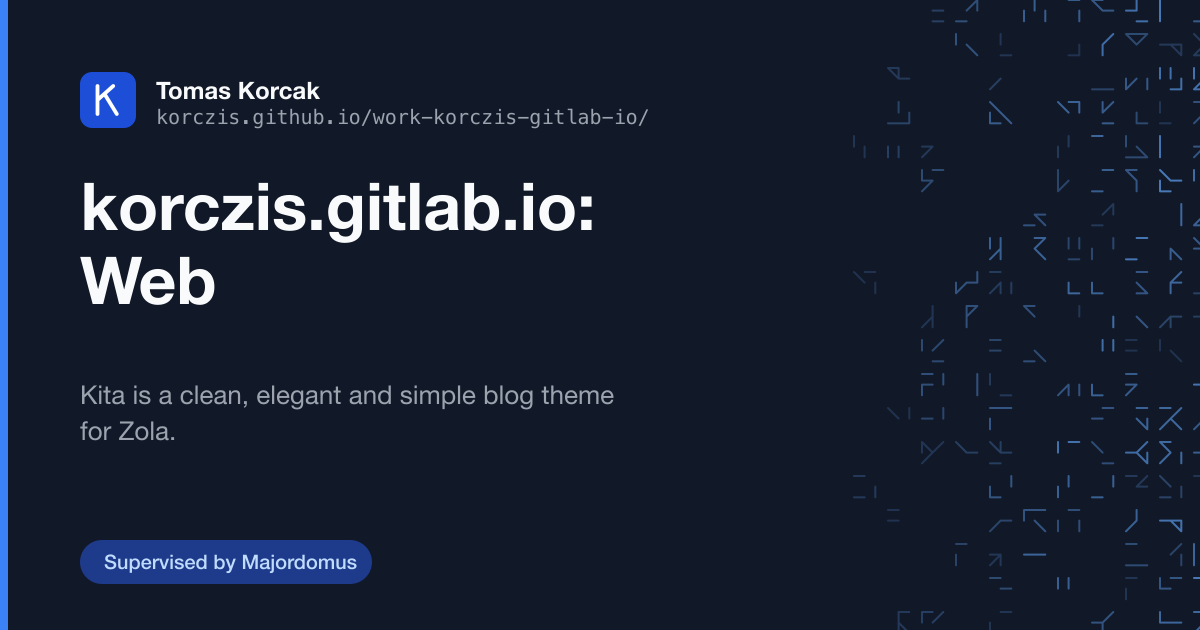 K
Tomas Korcak
korczis.github.io/work-korczis-gitlab-io/
korczis.gitlab.io:
Web
Kita is a clean, elegant and simple blog theme
for Zola.
Supervised by Majordomus